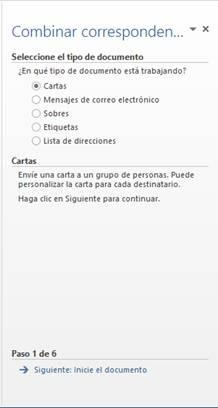 Combinar corresponden...
Seleccione el tipo de documento
¿En qué tipo de documento está trabajando?
Cartas
Mensajes de correo electrónico
Sobres
Etiquetas
Lista de direcciones
Cartas
Envíe una carta a un grupo de personas. Puede
personalizar la carta para cada destinatario.
Haga clic en Siguiente para continuar.
Paso 1 de 6
Siguiente: Inicie el documento